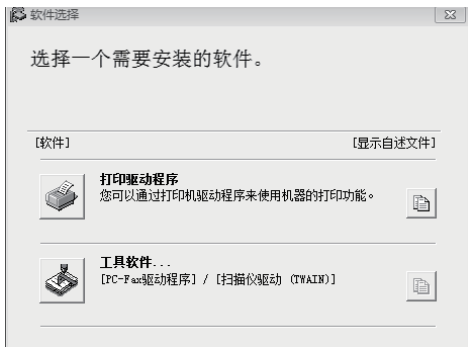 软件选择
选择一个需要安装的软件。
[软件] [显示自述文件]
打印驱动程序
您可以通过打印机驱动程序来使用机器的打印功能。
工具软件...
[PC-Fax驱动程序] / [扫描仪驱动 (TWAIN)]